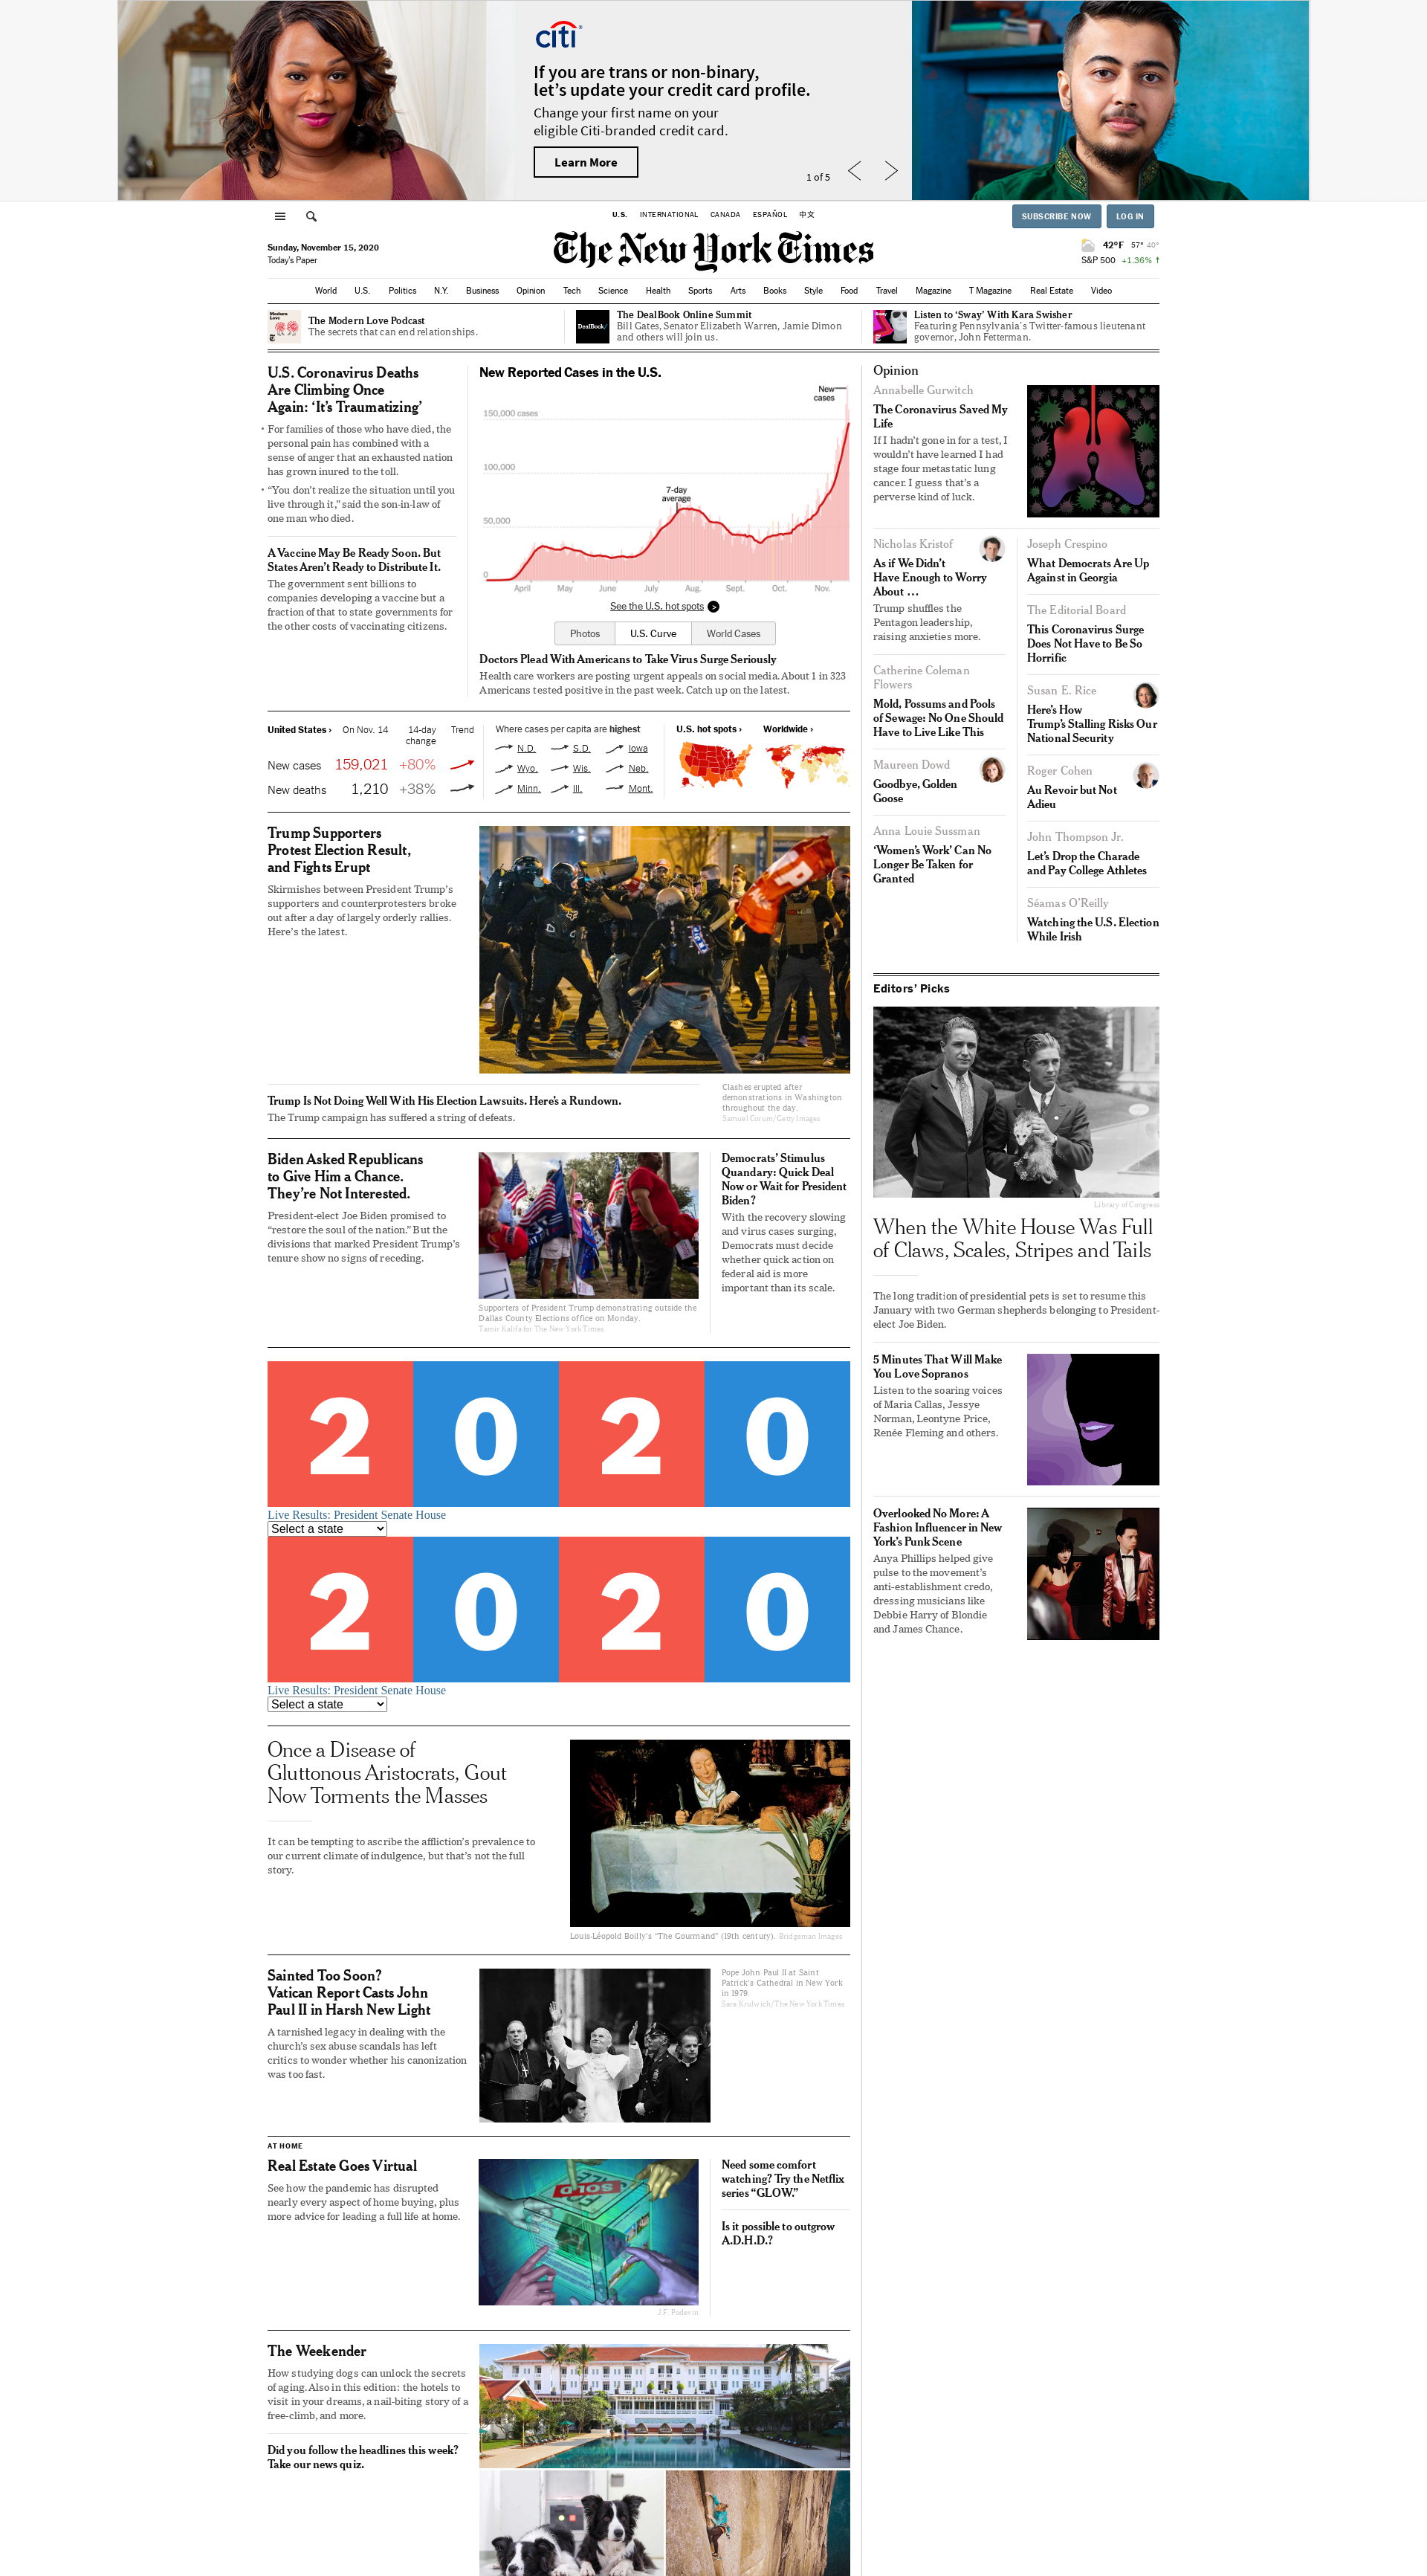 citi
If you are trans or non-binary,
let's update your credit card profile.
Change your first name on your
eligible Citi-branded credit card.
Learn More
1 of 5
U.S. INTERNATIONAL CANADA ESPAÑOL 中文
SUBSCRIBE NOW LOG IN
Sunday, November 15, 2020
Today's Paper
The New York Times
42°F 57° 40°
S&P 500 +1.36% ↑
World U.S. Politics N.Y. Business Opinion Tech Science Health Sports Arts Books Style Food Travel Magazine T Magazine Real Estate Video
Modern
Love
The Modern Love Podcast
The secrets that can end relationships.
DealBook/
The DealBook Online Summit
Bill Gates, Senator Elizabeth Warren, Jamie Dimon
and others will join us.
Listen to ‘Sway’ With Kara Swisher
Featuring Pennsylvania's Twitter-famous lieutenant
governor, John Fetterman.
U.S. Coronavirus Deaths
Are Climbing Once
Again: ‘It’s Traumatizing’
• For families of those who have died, the
personal pain has combined with a
sense of anger that an exhausted nation
has grown inured to the toll.
• “You don’t realize the situation until you
live through it,” said the son-in-law of
one man who died.
A Vaccine May Be Ready Soon. But
States Aren’t Ready to Distribute It.
The government sent billions to
companies developing a vaccine but a
fraction of that to state governments for
the other costs of vaccinating citizens.
New Reported Cases in the U.S.
New
cases
150,000 cases
100,000
7-day
average
50,000
0
April May June July Aug. Sept. Oct. Nov.
See the U.S. hot spots >
Photos U.S. Curve World Cases
Doctors Plead With Americans to Take Virus Surge Seriously
Health care workers are posting urgent appeals on social media. About 1 in 323
Americans tested positive in the past week. Catch up on the latest.
United States › On Nov. 14 14-day
change Trend
New cases 159,021 +80%
New deaths 1,210 +38%
Where cases per capita are highest
N.D. S.D. Iowa
Wyo. Wis. Neb.
Minn. Ill. Mont.
U.S. hot spots › Worldwide ›
Trump Supporters
Protest Election Result,
and Fights Erupt
Skirmishes between President Trump’s
supporters and counterprotesters broke
out after a day of largely orderly rallies.
Here’s the latest.
Clashes erupted after
demonstrations in Washington
throughout the day.
Samuel Corum/Getty Images
Trump Is Not Doing Well With His Election Lawsuits. Here’s a Rundown.
The Trump campaign has suffered a string of defeats.
Biden Asked Republicans
to Give Him a Chance.
They’re Not Interested.
President-elect Joe Biden promised to
“restore the soul of the nation.” But the
divisions that marked President Trump’s
tenure show no signs of receding.
Supporters of President Trump demonstrating outside the
Dallas County Elections office on Monday.
Tamir Kalifa for The New York Times
Democrats’ Stimulus
Quandary: Quick Deal
Now or Wait for President
Biden?
With the recovery slowing
and virus cases surging,
Democrats must decide
whether quick action on
federal aid is more
important than its scale.
2020
Live Results: President Senate House
Select a state
2020
Live Results: President Senate House
Select a state
Once a Disease of
Gluttonous Aristocrats, Gout
Now Torments the Masses
It can be tempting to ascribe the affliction’s prevalence to
our current climate of indulgence, but that’s not the full
story.
Louis-Léopold Boilly’s “The Gourmand” (19th century). Bridgeman Images
Sainted Too Soon?
Vatican Report Casts John
Paul II in Harsh New Light
A tarnished legacy in dealing with the
church’s sex abuse scandals has left
critics to wonder whether his canonization
was too fast.
Pope John Paul II at Saint
Patrick’s Cathedral in New York
in 1979.
Sara Krulwich/The New York Times
AT HOME
Real Estate Goes Virtual
See how the pandemic has disrupted
nearly every aspect of home buying, plus
more advice for leading a full life at home.
SOLD
J.F. Podevin
Need some comfort
watching? Try the Netflix
series “GLOW.”
Is it possible to outgrow
A.D.H.D.?
The Weekender
How studying dogs can unlock the secrets
of aging. Also in this edition: the hotels to
visit in your dreams, a nail-biting story of a
free-climb, and more.
Did you follow the headlines this week?
Take our news quiz.
Opinion
Annabelle Gurwitch
The Coronavirus Saved My
Life
If I hadn’t gone in for a test, I
wouldn’t have learned I had
stage four metastatic lung
cancer. I guess that’s a
perverse kind of luck.
Nicholas Kristof
As if We Didn’t
Have Enough to Worry
About …
Trump shuffles the
Pentagon leadership,
raising anxieties more.
Catherine Coleman
Flowers
Mold, Possums and Pools
of Sewage: No One Should
Have to Live Like This
Maureen Dowd
Goodbye, Golden
Goose
Anna Louie Sussman
‘Women’s Work’ Can No
Longer Be Taken for
Granted
Joseph Crespino
What Democrats Are Up
Against in Georgia
The Editorial Board
This Coronavirus Surge
Does Not Have to Be So
Horrific
Susan E. Rice
Here’s How
Trump’s Stalling Risks Our
National Security
Roger Cohen
Au Revoir but Not
Adieu
John Thompson Jr.
Let’s Drop the Charade
and Pay College Athletes
Séamas O’Reilly
Watching the U.S. Election
While Irish
Editors’ Picks
Library of Congress
When the White House Was Full
of Claws, Scales, Stripes and Tails
The long tradition of presidential pets is set to resume this
January with two German shepherds belonging to President-
elect Joe Biden.
5 Minutes That Will Make
You Love Sopranos
Listen to the soaring voices
of Maria Callas, Jessye
Norman, Leontyne Price,
Renée Fleming and others.
Overlooked No More: A
Fashion Influencer in New
York’s Punk Scene
Anya Phillips helped give
pulse to the movement’s
anti-establishment credo,
dressing musicians like
Debbie Harry of Blondie
and James Chance.